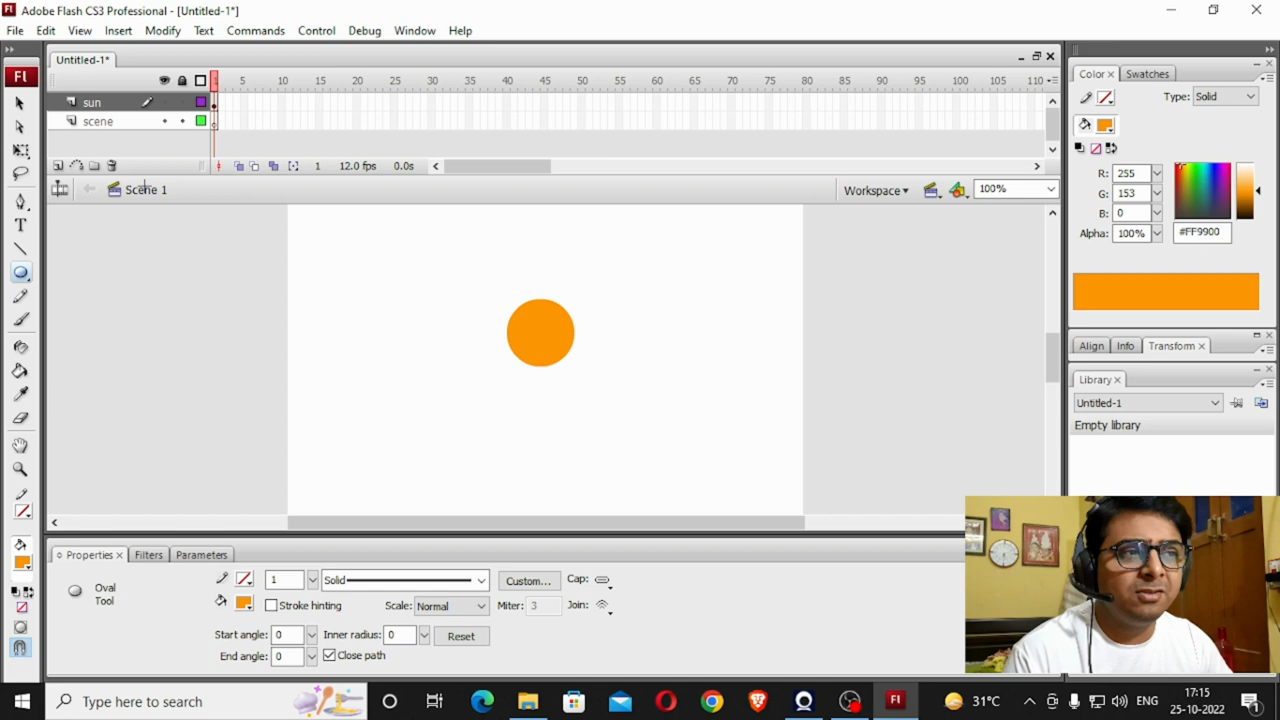 Fl Adobe Flash CS3 Professional - [Untitled-1*]
File Edit View Insert Modify Text Commands Control Debug Window Help
Untitled-1*
Fl
5 10 15 20 25 30 35 40 45 50 55 60 65 70 75 80 85 90 95 100 105 110
sun
scene
1 12.0 fps 0.0s
Scene 1
Workspace
100%
Color Swatches
Type: Solid
R: 255
G: 153
B: 0
Alpha: 100%
#FF9900
Align Info Transform
Library
Untitled-1
Empty library
Properties Filters Parameters
Oval
Tool
1 Solid Custom... Cap:
Stroke hinting Scale: Normal Miter: 3 Join:
Start angle: 0 Inner radius: 0 Reset
End angle: 0 Close path
Type here to search
Fl
31°C
ENG
17:15
25-10-2022
1